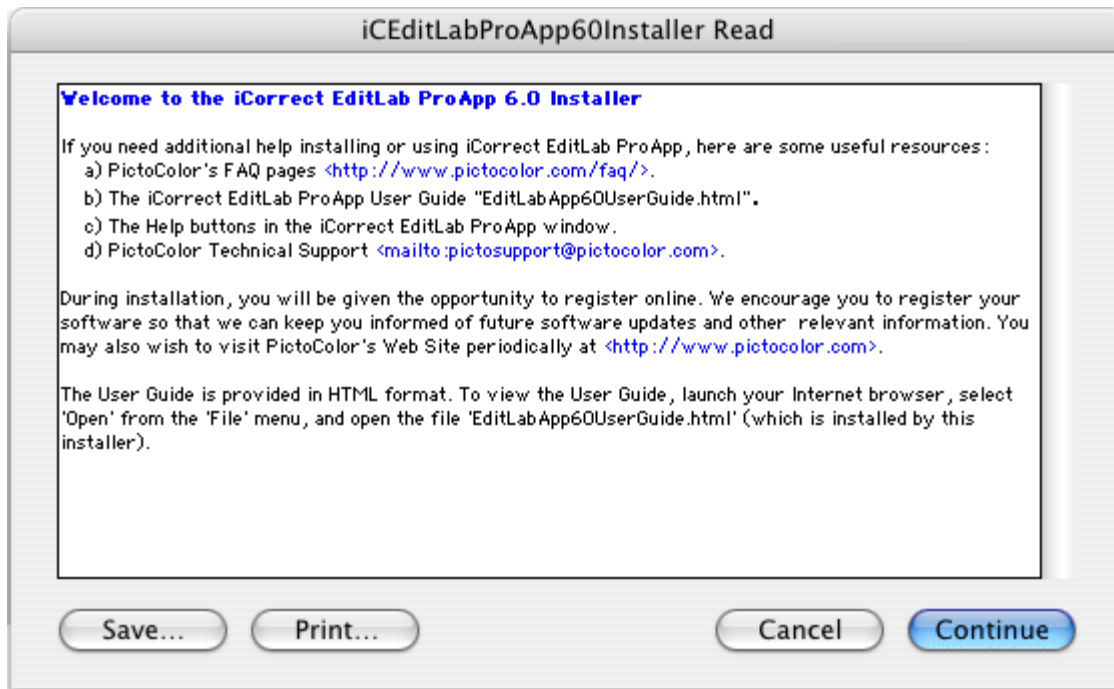 iCEditLabProApp60Installer Read
Welcome to the iCorrect EditLab ProApp 6.0 Installer
If you need additional help installing or using iCorrect EditLab ProApp, here are some useful resources:
a) PictoColor's FAQ pages <http://www.pictocolor.com/faq/>.
b) The iCorrect EditLab ProApp User Guide "EditLabApp60UserGuide.html".
c) The Help buttons in the iCorrect EditLab ProApp window.
d) PictoColor Technical Support <mailto:pictosupport@pictocolor.com>.
During installation, you will be given the opportunity to register online. We encourage you to register your
software so that we can keep you informed of future software updates and other  relevant information. You
may also wish to visit PictoColor's Web Site periodically at <http://www.pictocolor.com>.
The User Guide is provided in HTML format. To view the User Guide, launch your Internet browser, select
'Open' from the 'File' menu, and open the file 'EditLabApp60UserGuide.html' (which is installed by this
installer).
Save... Print... Cancel Continue